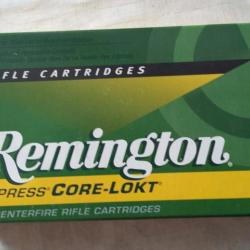 FLE CARTRIDGES
Remington®
PRESS® CORE-LOKT®
ENTERFIRE RIFLE CARTRIDGES